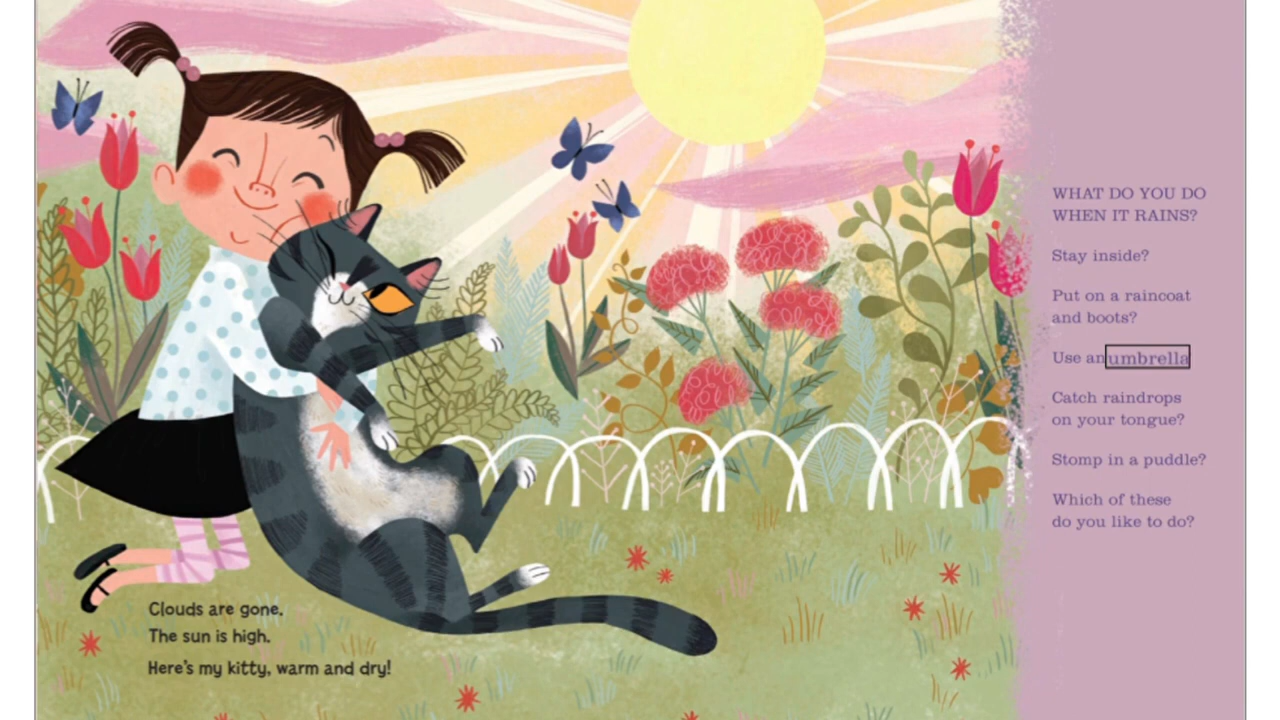 Clouds are gone.
The sun is high.
Here's my kitty, warm and dry!
WHAT DO YOU DO
WHEN IT RAINS?
Stay inside?
Put on a raincoat
and boots?
Use an umbrella
Catch raindrops
on your tongue?
Stomp in a puddle?
Which of these
do you like to do?